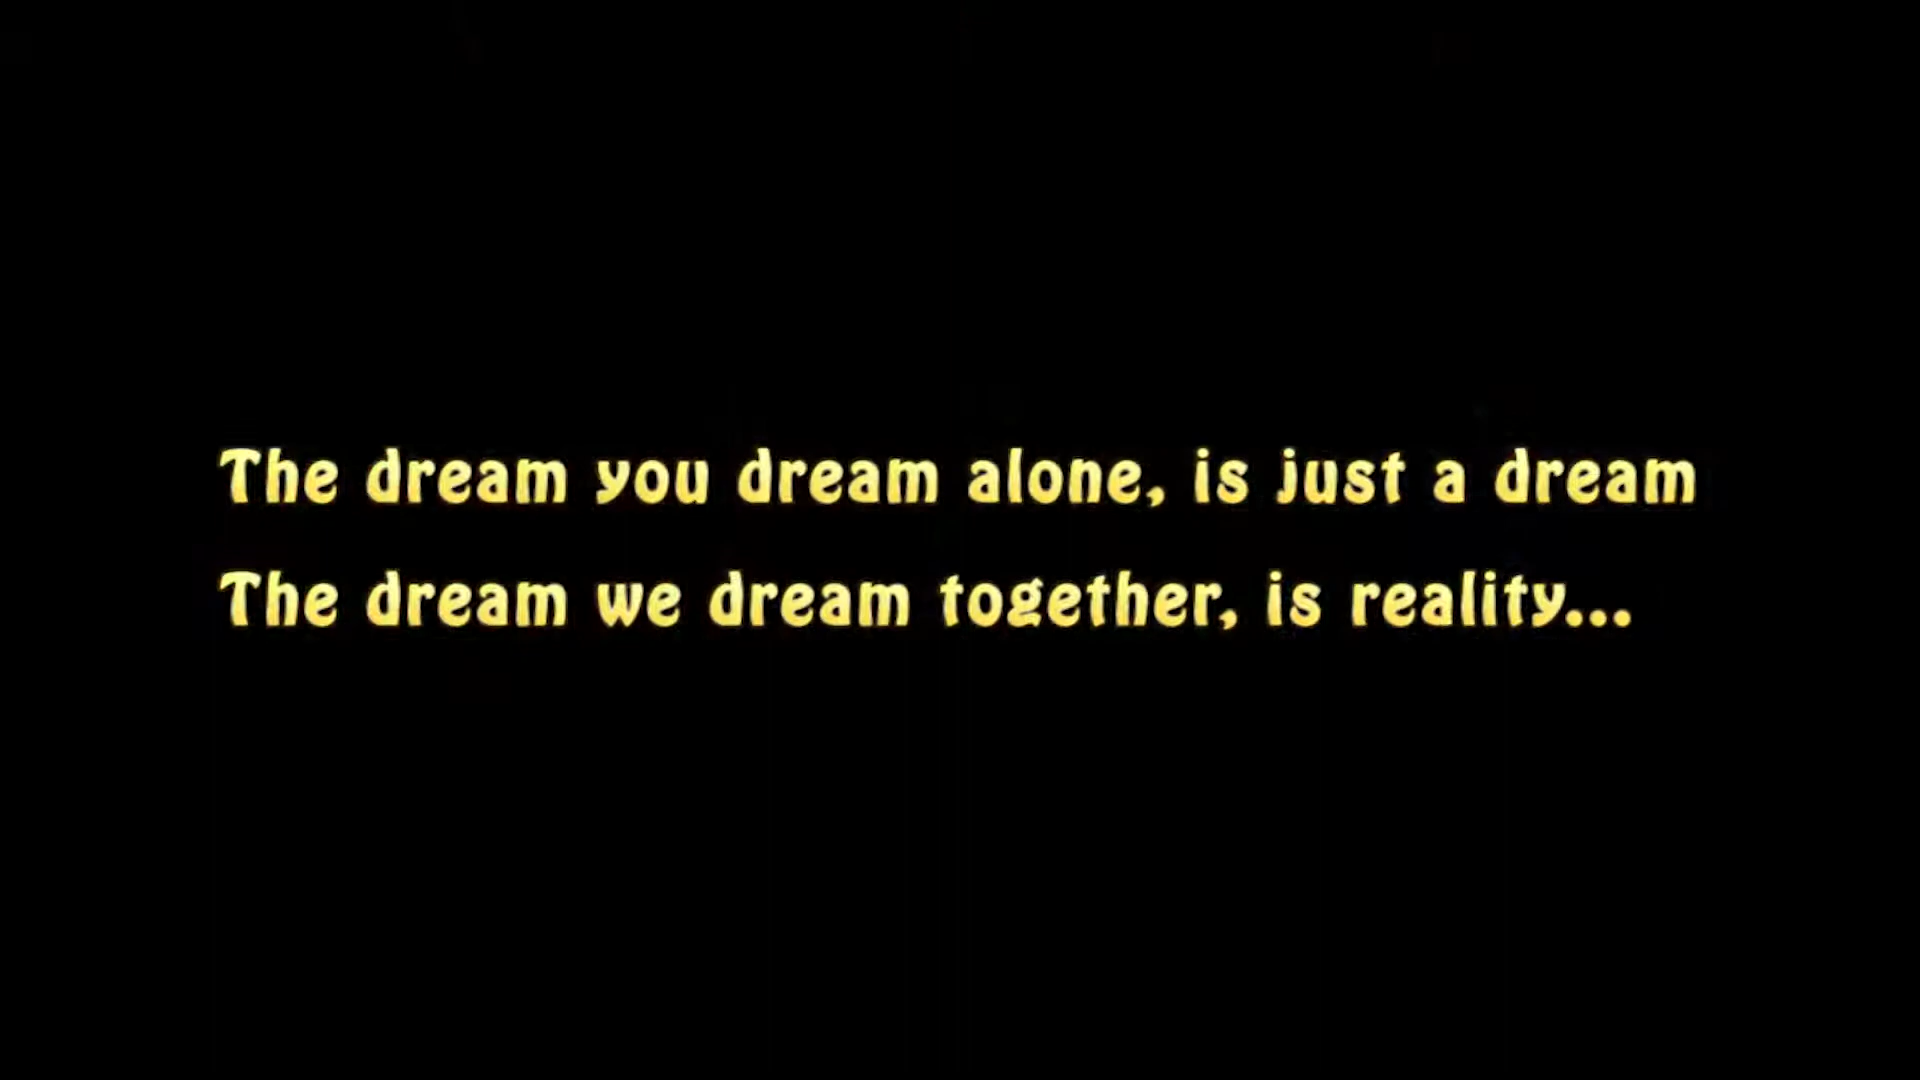 The dream you dream alone, is just a dream
The dream we dream together, is reality...